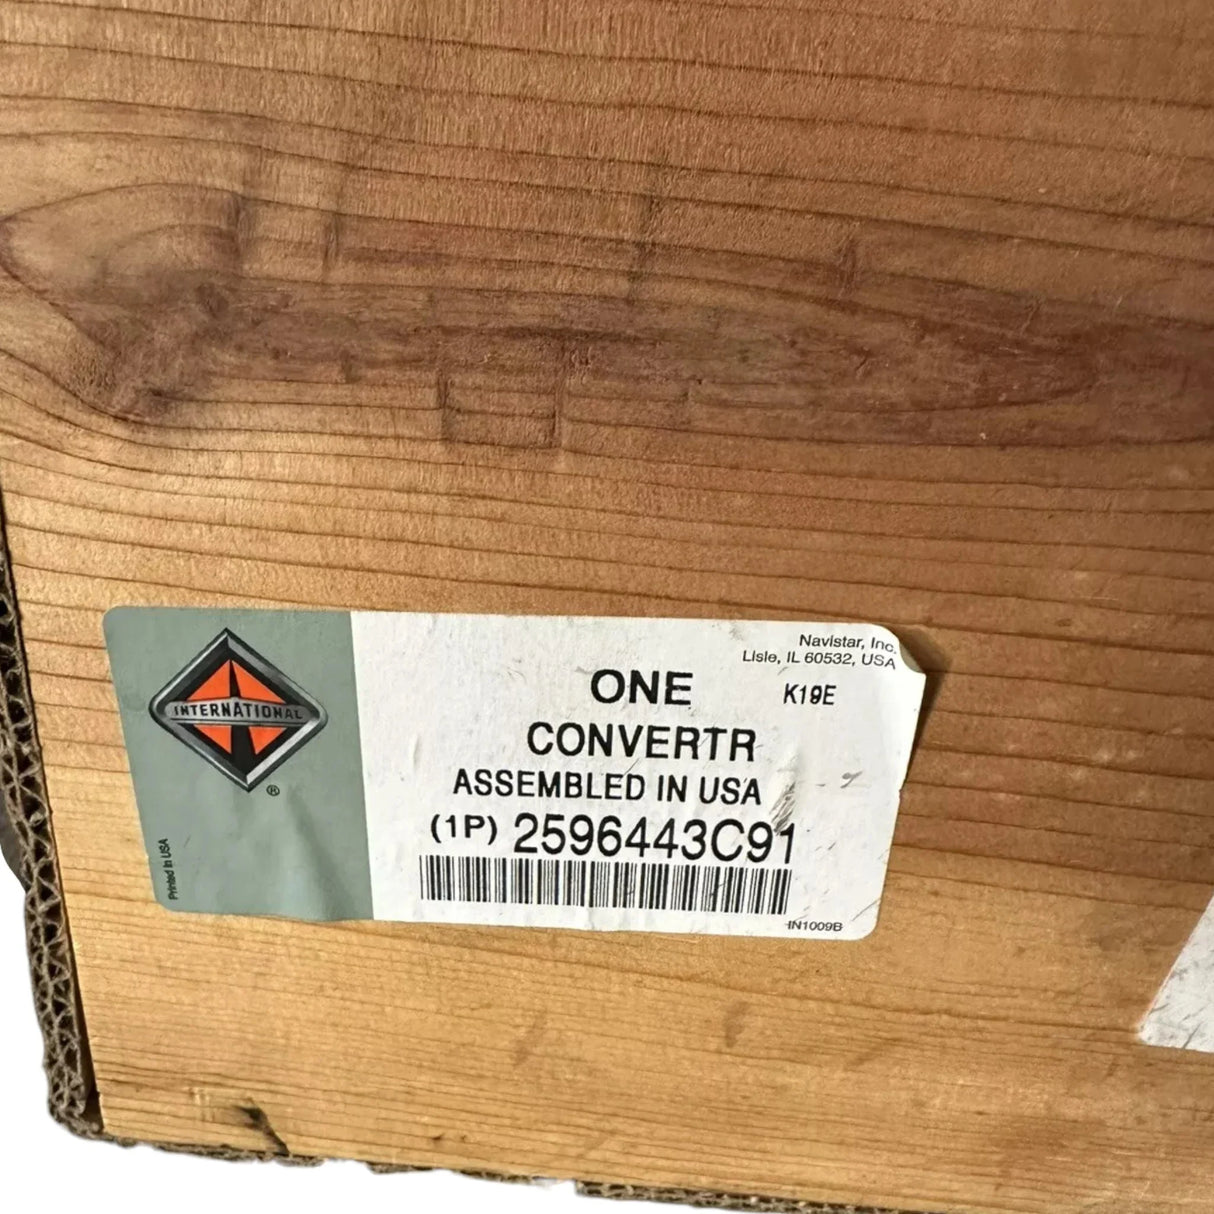 Navistar, Inc.
Lisle, IL 60532, USA
ONE
K19E
CONVERTR
ASSEMBLED IN USA
(1P) 2596443C91
IN1009B
INTERNATIONAL
®
Printed in USA